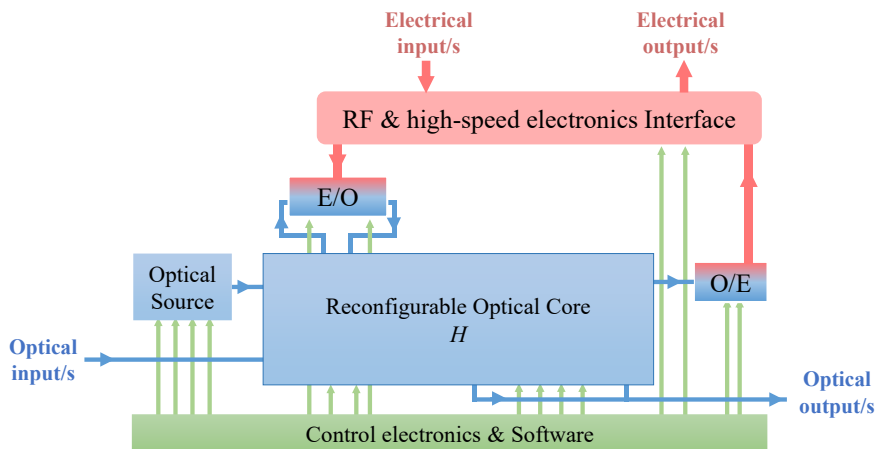 Electrical
input/s
Electrical
output/s
RF & high-speed electronics Interface
E/O
Optical
Source
O/E
Reconfigurable Optical Core
H
Optical
input/s
Optical
output/s
Control electronics & Software